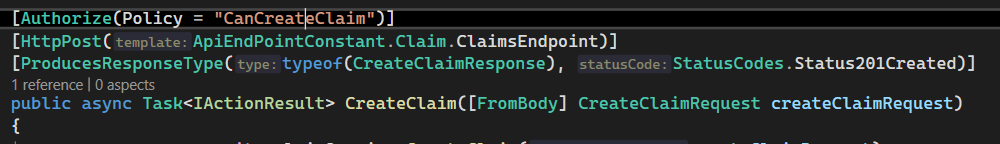 [Authorize(Policy = "CanCreateClaim")]
[HttpPost(template: ApiEndPointConstant.Claim.ClaimsEndpoint)]
[ProducesResponseType(type: typeof(CreateClaimResponse), statusCode: StatusCodes.Status201Created)]
1 reference | 0 aspects
public async Task<IActionResult> CreateClaim([FromBody] CreateClaimRequest createClaimRequest)
{